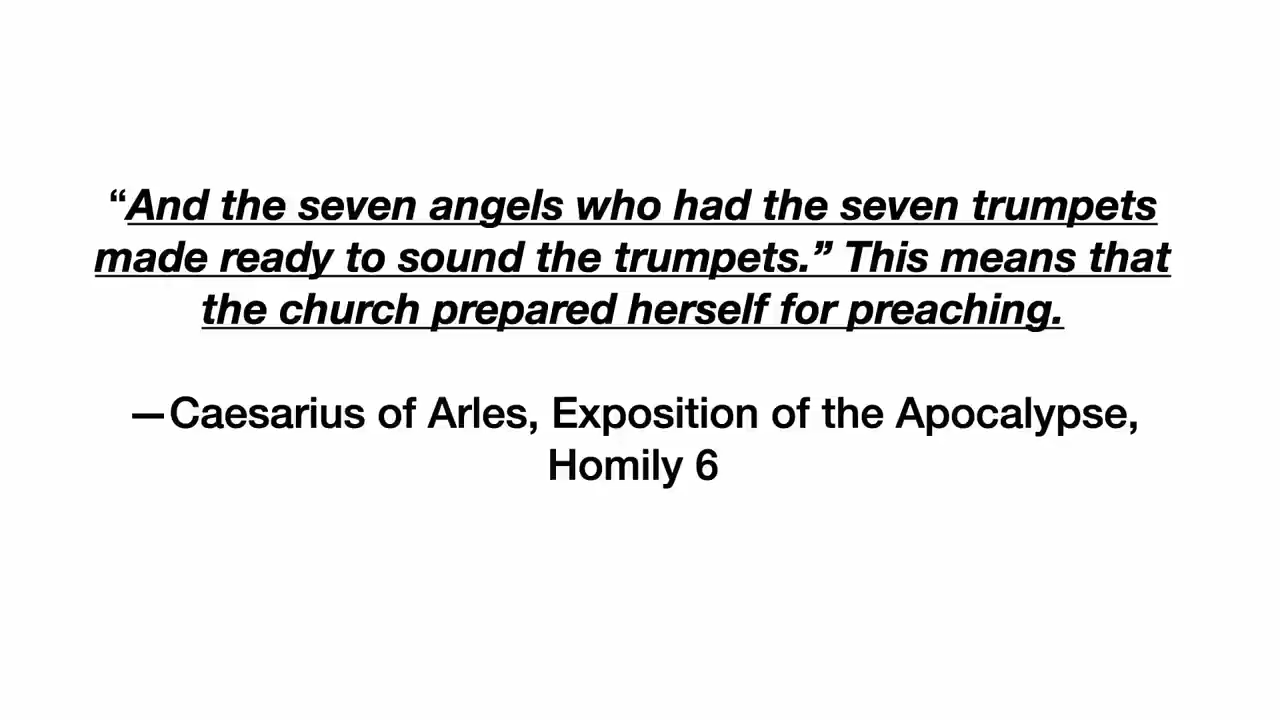 “And the seven angels who had the seven trumpets
made ready to sound the trumpets.” This means that
the church prepared herself for preaching.
—Caesarius of Arles, Exposition of the Apocalypse,
Homily 6